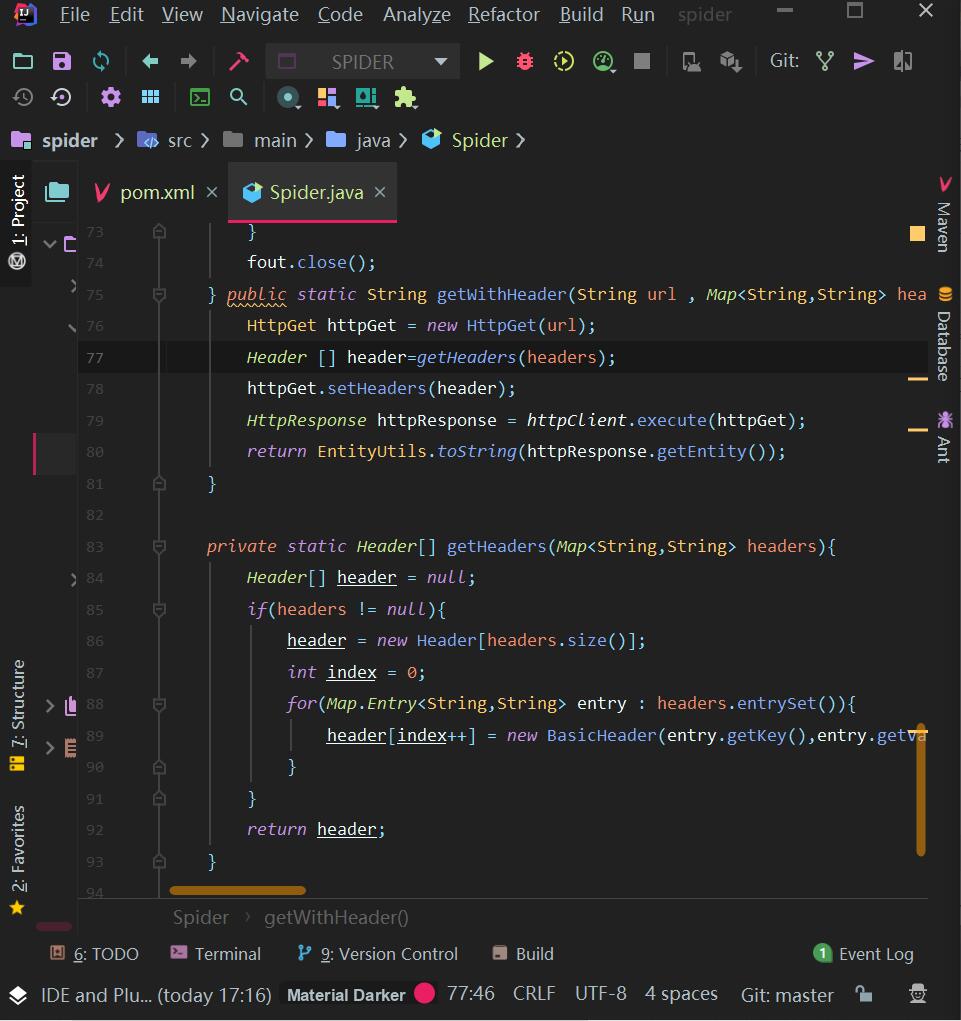 File Edit View Navigate Code Analyze Refactor Build Run spider
SPIDER Git:
spider src main java Spider
pom.xml Spider.java
1: Project
7: Structure
2: Favorites
73 }
74 fout.close();
75 } public static String getWithHeader(String url , Map<String,String> hea
76 HttpGet httpGet = new HttpGet(url);
77 Header [] header=getHeaders(headers);
78 httpGet.setHeaders(header);
79 HttpResponse httpResponse = httpClient.execute(httpGet);
80 return EntityUtils.toString(httpResponse.getEntity());
81 }
82
83 private static Header[] getHeaders(Map<String,String> headers){
84 Header[] header = null;
85 if(headers != null){
86 header = new Header[headers.size()];
87 int index = 0;
88 for(Map.Entry<String,String> entry : headers.entrySet()){
89 header[index++] = new BasicHeader(entry.getKey(),entry.getVa
90 }
91 }
92 return header;
93 }
94
Maven
Database
Ant
Spider getWithHeader()
6: TODO Terminal 9: Version Control Build 1 Event Log
IDE and Plu... (today 17:16) Material Darker 77:46 CRLF UTF-8 4 spaces Git: master